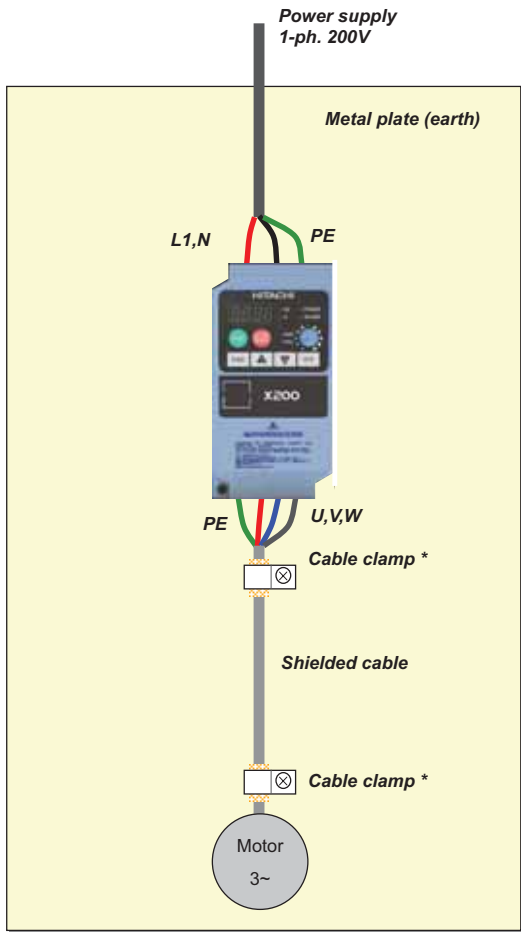 Power supply
1-ph. 200V
Metal plate (earth)
L1,N
PE
HITACHI
X200
PE
U,V,W
Cable clamp *
Shielded cable
Cable clamp *
Motor
3~